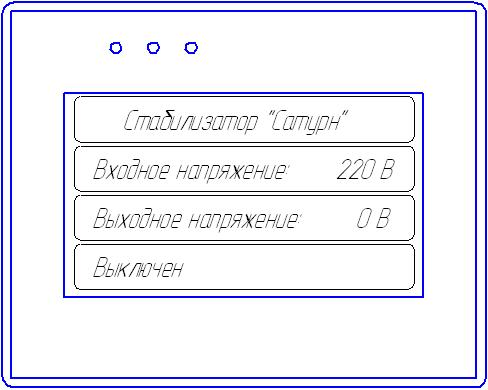 Стабилизатор "Сатурн"
Входное напряжение: 220 В
Выходное напряжение: 0 В
Выключен